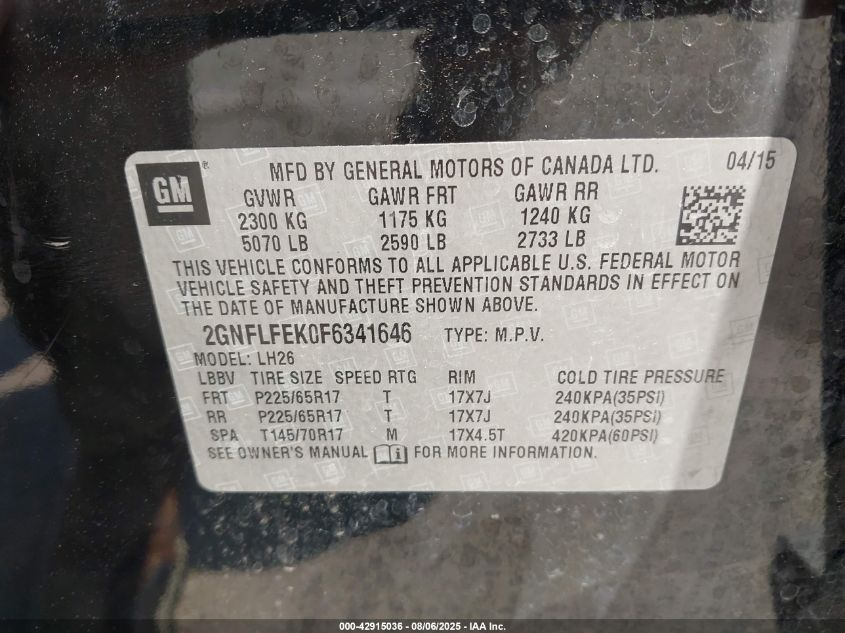 GM
®
MFD BY GENERAL MOTORS OF CANADA LTD. 04/15
GVWR GAWR FRT GAWR RR
2300 KG 1175 KG 1240 KG
5070 LB 2590 LB 2733 LB
THIS VEHICLE CONFORMS TO ALL APPLICABLE U.S. FEDERAL MOTOR
VEHICLE SAFETY AND THEFT PREVENTION STANDARDS IN EFFECT ON
THE DATE OF MANUFACTURE SHOWN ABOVE.
2GNFLFEK0F6341646 TYPE: M.P.V.
MODEL: LH26
LBBV TIRE SIZE SPEED RTG RIM COLD TIRE PRESSURE
FRT P225/65R17 T 17X7J 240KPA(35PSI)
RR P225/65R17 T 17X7J 240KPA(35PSI)
SPA T145/70R17 M 17X4.5T 420KPA(60PSI)
SEE OWNER'S MANUAL FOR MORE INFORMATION.
000-42915036 - 08/06/2025 - IAA Inc.